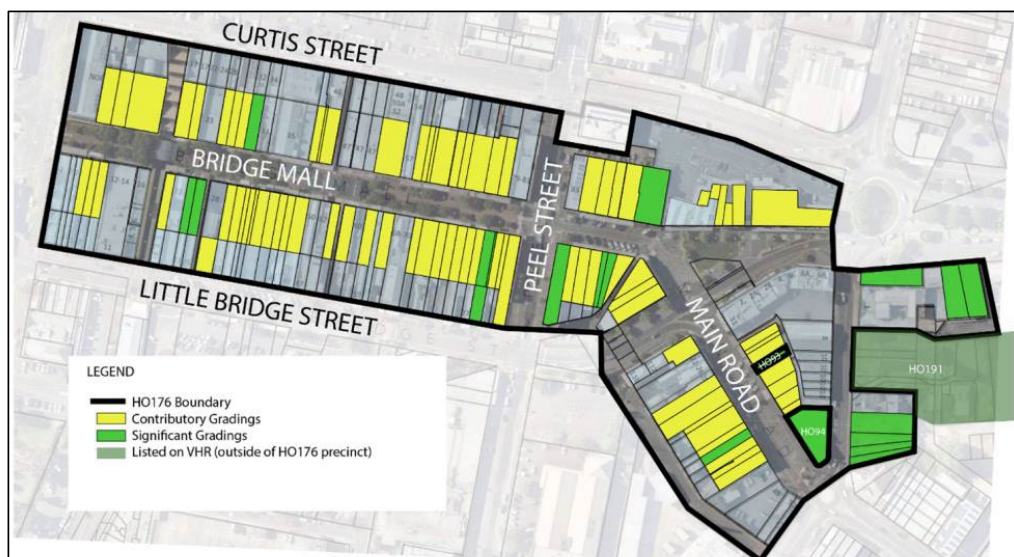 CURTIS STREET
BRIDGE MALL
PEEL STREET
LITTLE BRIDGE STREET
MAIN ROAD
HO93
HO191
HO94
LEGEND
HO176 Boundary
Contributory Gradings
Significant Gradings
Listed on VHR (outside of HO176 precinct)